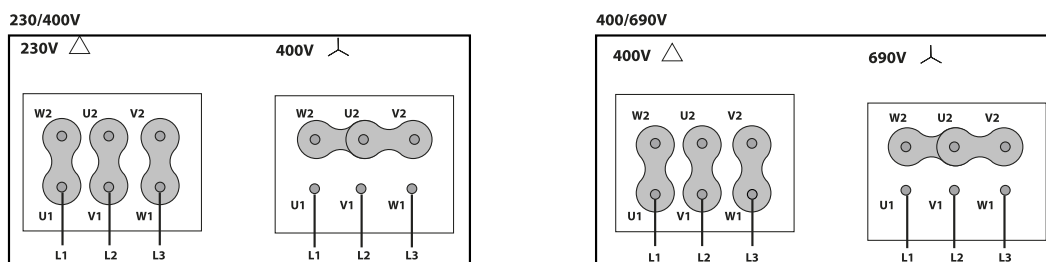 230/400V
230V
400V
W2 U2 V2
U1 V1 W1
L1 L2 L3
W2 U2 V2
U1 V1 W1
L1 L2 L3
400/690V
400V
690V
W2 U2 V2
U1 V1 W1
L1 L2 L3
W2 U2 V2
U1 V1 W1
L1 L2 L3